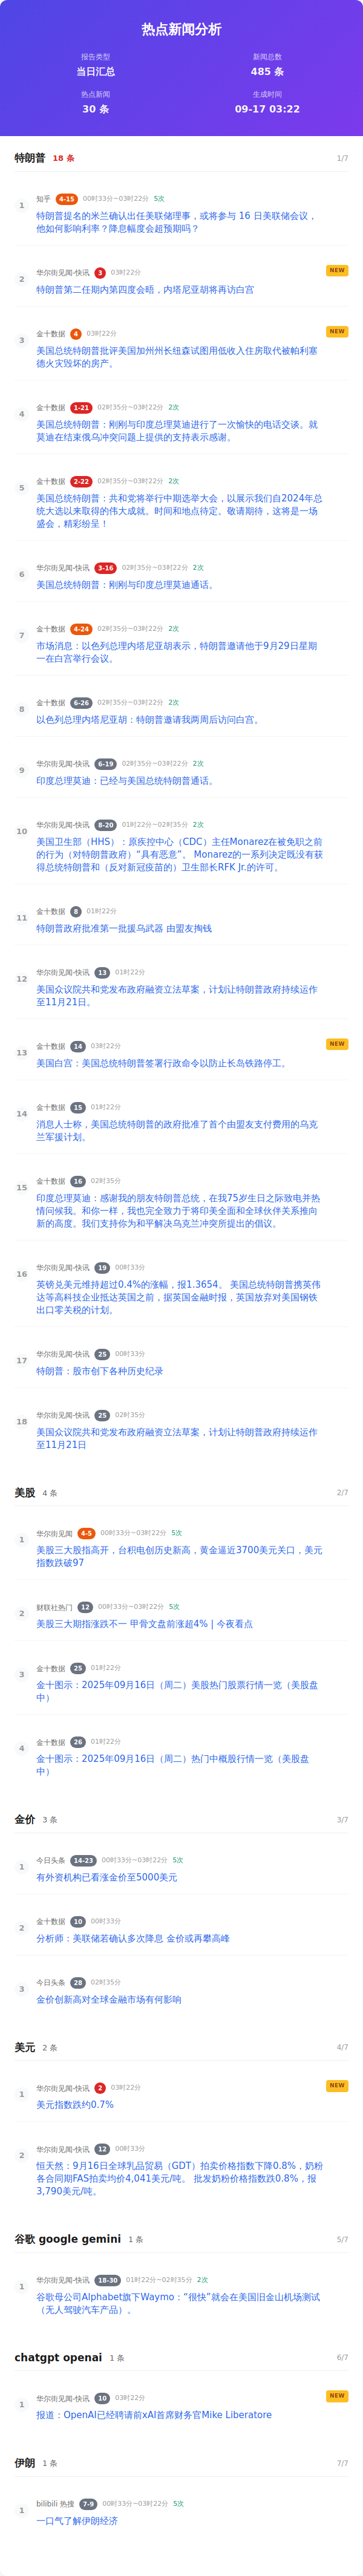 热点新闻分析
报告类型
新闻总数
当日汇总
485 条
热点新闻
生成时间
30 条
09-17 03:22
特朗普 18 条 1/7
1
知乎 4-15 00时33分~03时22分 5次
特朗普提名的米兰确认出任美联储理事，或将参与 16 日美联储会议，
他如何影响利率？降息幅度会超预期吗？
2
华尔街见闻-快讯 3 03时22分 NEW
特朗普第二任期内第四度会晤，内塔尼亚胡将再访白宫
3
金十数据 4 03时22分 NEW
美国总统特朗普批评美国加州州长纽森试图用低收入住房取代被帕利塞
德火灾毁坏的房产。
4
金十数据 1-21 02时35分~03时22分 2次
美国总统特朗普：刚刚与印度总理莫迪进行了一次愉快的电话交谈。就
莫迪在结束俄乌冲突问题上提供的支持表示感谢。
5
金十数据 2-22 02时35分~03时22分 2次
美国总统特朗普：共和党将举行中期选举大会，以展示我们自2024年总
统大选以来取得的伟大成就。时间和地点待定。敬请期待，这将是一场
盛会，精彩纷呈！
6
华尔街见闻-快讯 3-16 02时35分~03时22分 2次
美国总统特朗普：刚刚与印度总理莫迪通话。
7
金十数据 4-24 02时35分~03时22分 2次
市场消息：以色列总理内塔尼亚胡表示，特朗普邀请他于9月29日星期
一在白宫举行会议。
8
金十数据 6-26 02时35分~03时22分 2次
以色列总理内塔尼亚胡：特朗普邀请我两周后访问白宫。
9
华尔街见闻-快讯 6-19 02时35分~03时22分 2次
印度总理莫迪：已经与美国总统特朗普通话。
10
华尔街见闻-快讯 8-20 01时22分~02时35分 2次
美国卫生部（HHS）：原疾控中心（CDC）主任Monarez在被免职之前
的行为（对特朗普政府）“具有恶意”。 Monarez的一系列决定既没有获
得总统特朗普和（反对新冠疫苗的）卫生部长RFK Jr.的许可。
11
金十数据 8 01时22分
特朗普政府批准第一批援乌武器 由盟友掏钱
12
华尔街见闻-快讯 13 01时22分
美国众议院共和党发布政府融资立法草案，计划让特朗普政府持续运作
至11月21日。
13
金十数据 14 03时22分 NEW
美国白宫：美国总统特朗普签署行政命令以防止长岛铁路停工。
14
金十数据 15 01时22分
消息人士称，美国总统特朗普的政府批准了首个由盟友支付费用的乌克
兰军援计划。
15
金十数据 16 02时35分
印度总理莫迪：感谢我的朋友特朗普总统，在我75岁生日之际致电并热
情问候我。和你一样，我也完全致力于将印美全面和全球伙伴关系推向
新的高度。我们支持你为和平解决乌克兰冲突所提出的倡议。
16
华尔街见闻-快讯 19 00时33分
英镑兑美元维持超过0.4%的涨幅，报1.3654。 美国总统特朗普携英伟
达等高科技企业抵达英国之前，据英国金融时报，英国放弃对美国钢铁
出口零关税的计划。
17
华尔街见闻-快讯 25 00时33分
特朗普：股市创下各种历史纪录
18
华尔街见闻-快讯 25 02时35分
美国众议院共和党发布政府融资立法草案，计划让特朗普政府持续运作
至11月21日
美股 4 条 2/7
1
华尔街见闻 4-5 00时33分~03时22分 5次
美股三大股指高开，台积电创历史新高，黄金逼近3700美元关口，美元
指数跌破97
2
财联社热门 12 00时33分~03时22分 5次
美股三大期指涨跌不一 甲骨文盘前涨超4% | 今夜看点
3
金十数据 25 01时22分
金十图示：2025年09月16日（周二）美股热门股票行情一览（美股盘
中）
4
金十数据 26 01时22分
金十图示：2025年09月16日（周二）热门中概股行情一览（美股盘
中）
金价 3 条 3/7
1
今日头条 14-23 00时33分~03时22分 5次
有外资机构已看涨金价至5000美元
2
金十数据 10 00时33分
分析师：美联储若确认多次降息 金价或再攀高峰
3
今日头条 28 02时35分
金价创新高对全球金融市场有何影响
美元 2 条 4/7
1
华尔街见闻-快讯 2 03时22分 NEW
美元指数跌约0.7%
2
华尔街见闻-快讯 12 00时33分
恒天然：9月16日全球乳品贸易（GDT）拍卖价格指数下降0.8%，奶粉
各合同期FAS拍卖均价4,041美元/吨。 批发奶粉价格指数跌0.8%，报
3,790美元/吨。
谷歌 google gemini 1 条 5/7
1
华尔街见闻-快讯 18-30 01时22分~02时35分 2次
谷歌母公司Alphabet旗下Waymo：“很快”就会在美国旧金山机场测试
（无人驾驶汽车产品）。
chatgpt openai 1 条 6/7
1
华尔街见闻-快讯 10 03时22分 NEW
报道：OpenAI已经聘请前xAI首席财务官Mike Liberatore
伊朗 1 条 7/7
1
bilibili 热搜 7-9 00时33分~03时22分 5次
一口气了解伊朗经济